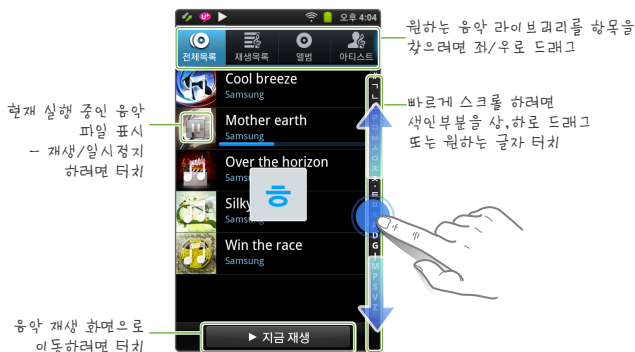 오후 4:04
원하는 음악 라이브러리를 항목을
찾으려면 좌/우로 드래그
전체목록 재생목록 앨범 아티스트
Cool breeze
Samsung
현재 실행 중인 음악
파일 표시
– 재생/일시정지
하려면 터치
Mother earth
Samsung
빠르게 스크롤 하려면
색인부분을 상,하로 드래그
또는 원하는 글자 터치
Over the horizon
ㅎ
Silky
Win the race
Samsung
D
G
J
M
P
S
V
Z
음악 재생 화면으로
이동하려면 터치
▶ 지금 재생